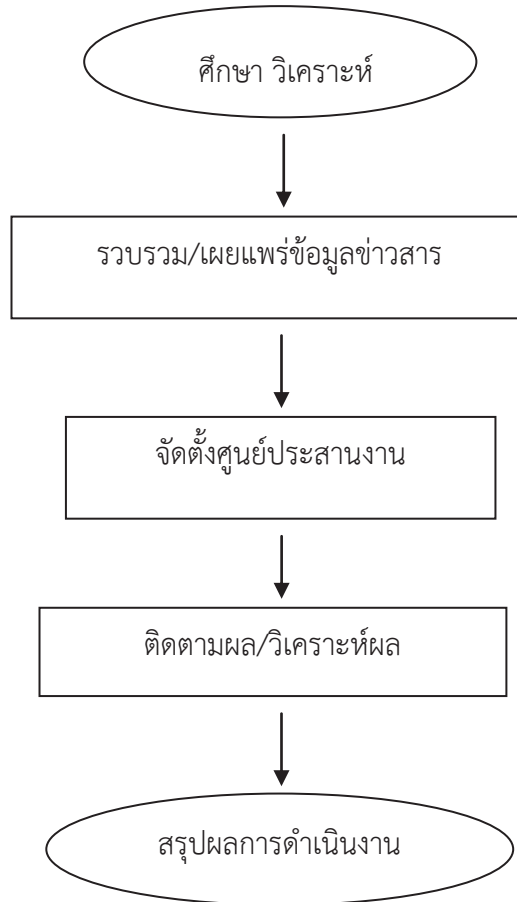 ศึกษา วิเคราะห์
รวบรวม/เผยแพร่ข้อมูลข่าวสาร
จัดตั้งศูนย์ประสานงาน
ติดตามผล/วิเคราะห์ผล
สรุปผลการดำเนินงาน